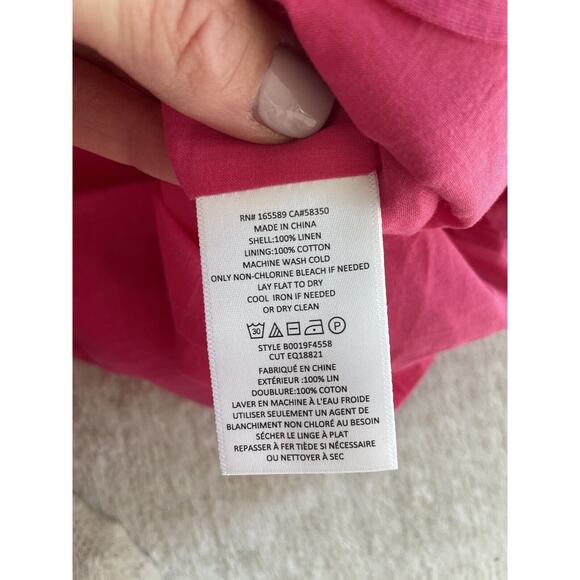 RN# 165589 CA#58350
MADE IN CHINA
SHELL:100% LINEN
LINING:100% COTTON
MACHINE WASH COLD
ONLY NON-CHLORINE BLEACH IF NEEDED
LAY FLAT TO DRY
COOL IRON IF NEEDED
OR DRY CLEAN
30 P
STYLE B0019F4558
CUT EQ18821
FABRIQUÉ EN CHINE
EXTÉRIEUR:100% LIN
DOUBLURE:100% COTON
LAVER EN MACHINE À L'EAU FROIDE
UTILISER SEULEMENT UN AGENT DE
BLANCHIMENT NON CHLORÉ AU BESOIN
SÉCHER LE LINGE À PLAT
REPASSER À FER TIÈDE SI NÉCESSAIRE
OU NETTOYER À SEC